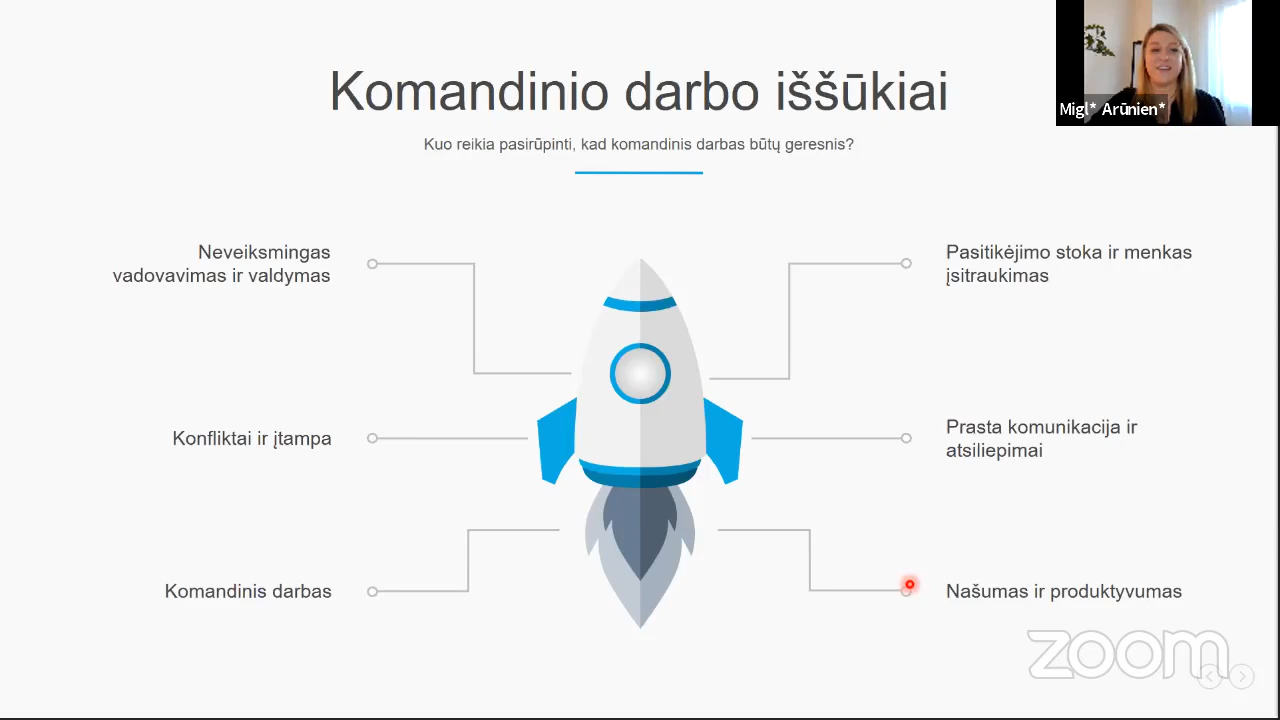 Komandinio darbo iššūkiai
Kuo reikia pasirūpinti, kad komandinis darbas būtų geresnis?
Migl* Arūnien*
Neveiksmingas
vadovavimas ir valdymas
Pasitikėjimo stoka ir menkas
įsitraukimas
Konfliktai ir įtampa
Prasta komunikacija ir
atsiliepimai
Komandinis darbas
Našumas ir produktyvumas
zoom